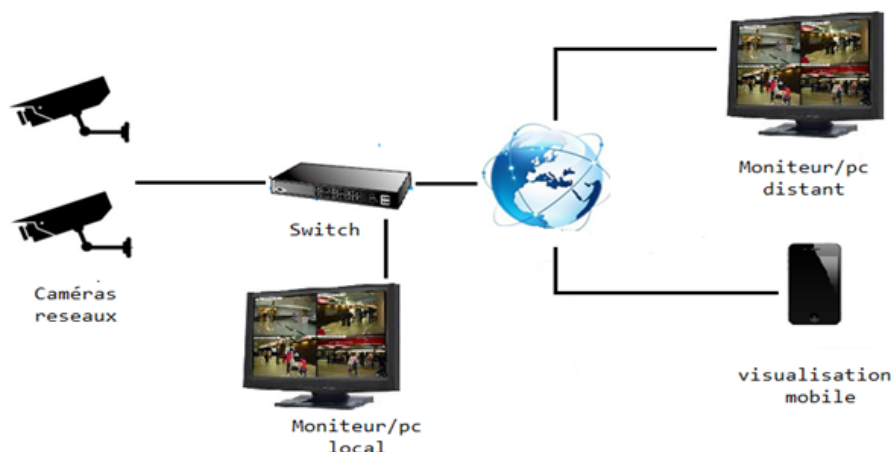 Moniteur/pc
distant
Switch
Caméras
reseaux
visualisation
mobile
Moniteur/pc
local